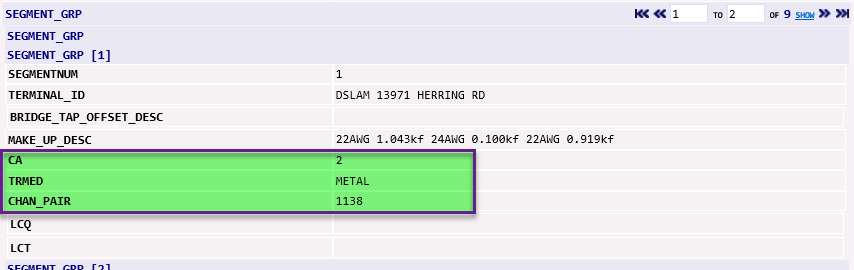 SEGMENT_GRP 1 TO 2 OF 9 SHOW
SEGMENT_GRP
SEGMENT_GRP [1]
SEGMENTNUM 1
TERMINAL_ID DSLAM 13971 HERRING RD
BRIDGE_TAP_OFFSET_DESC
MAKE_UP_DESC 22AWG 1.043kf 24AWG 0.100kf 22AWG 0.919kf
CA 2
TRMED METAL
CHAN_PAIR 1138
LCQ
LCT
SEGMENT_GRP [2]